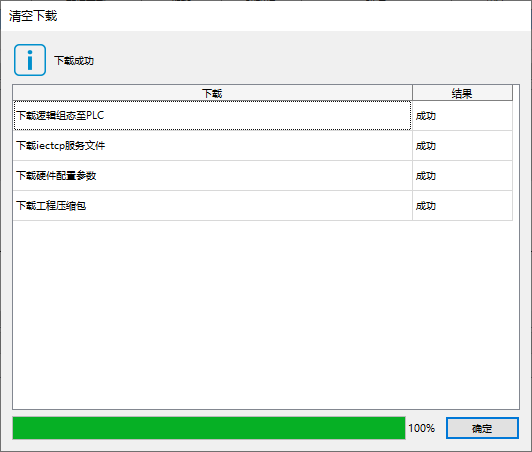 清空下载
下载成功
下载 结果
下载逻辑组态至PLC 成功
下载iectcp服务文件 成功
下载硬件配置参数 成功
下载工程压缩包 成功
100% 确定